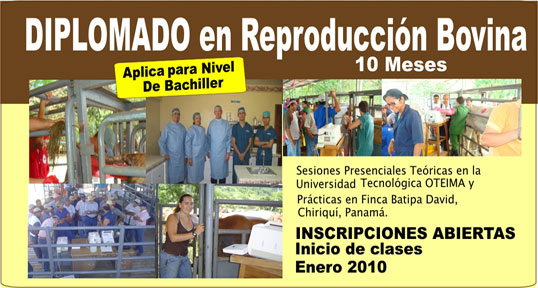 DIPLOMADO en Reproducción Bovina
10 Meses
Aplica para Nivel
De Bachiller
Sesiones Presenciales Teóricas en la
Universidad Tecnológica OTEIMA y
Prácticas en Finca Batipa David,
Chiriquí, Panamá.
INSCRIPCIONES ABIERTAS
Inicio de clases
Enero 2010